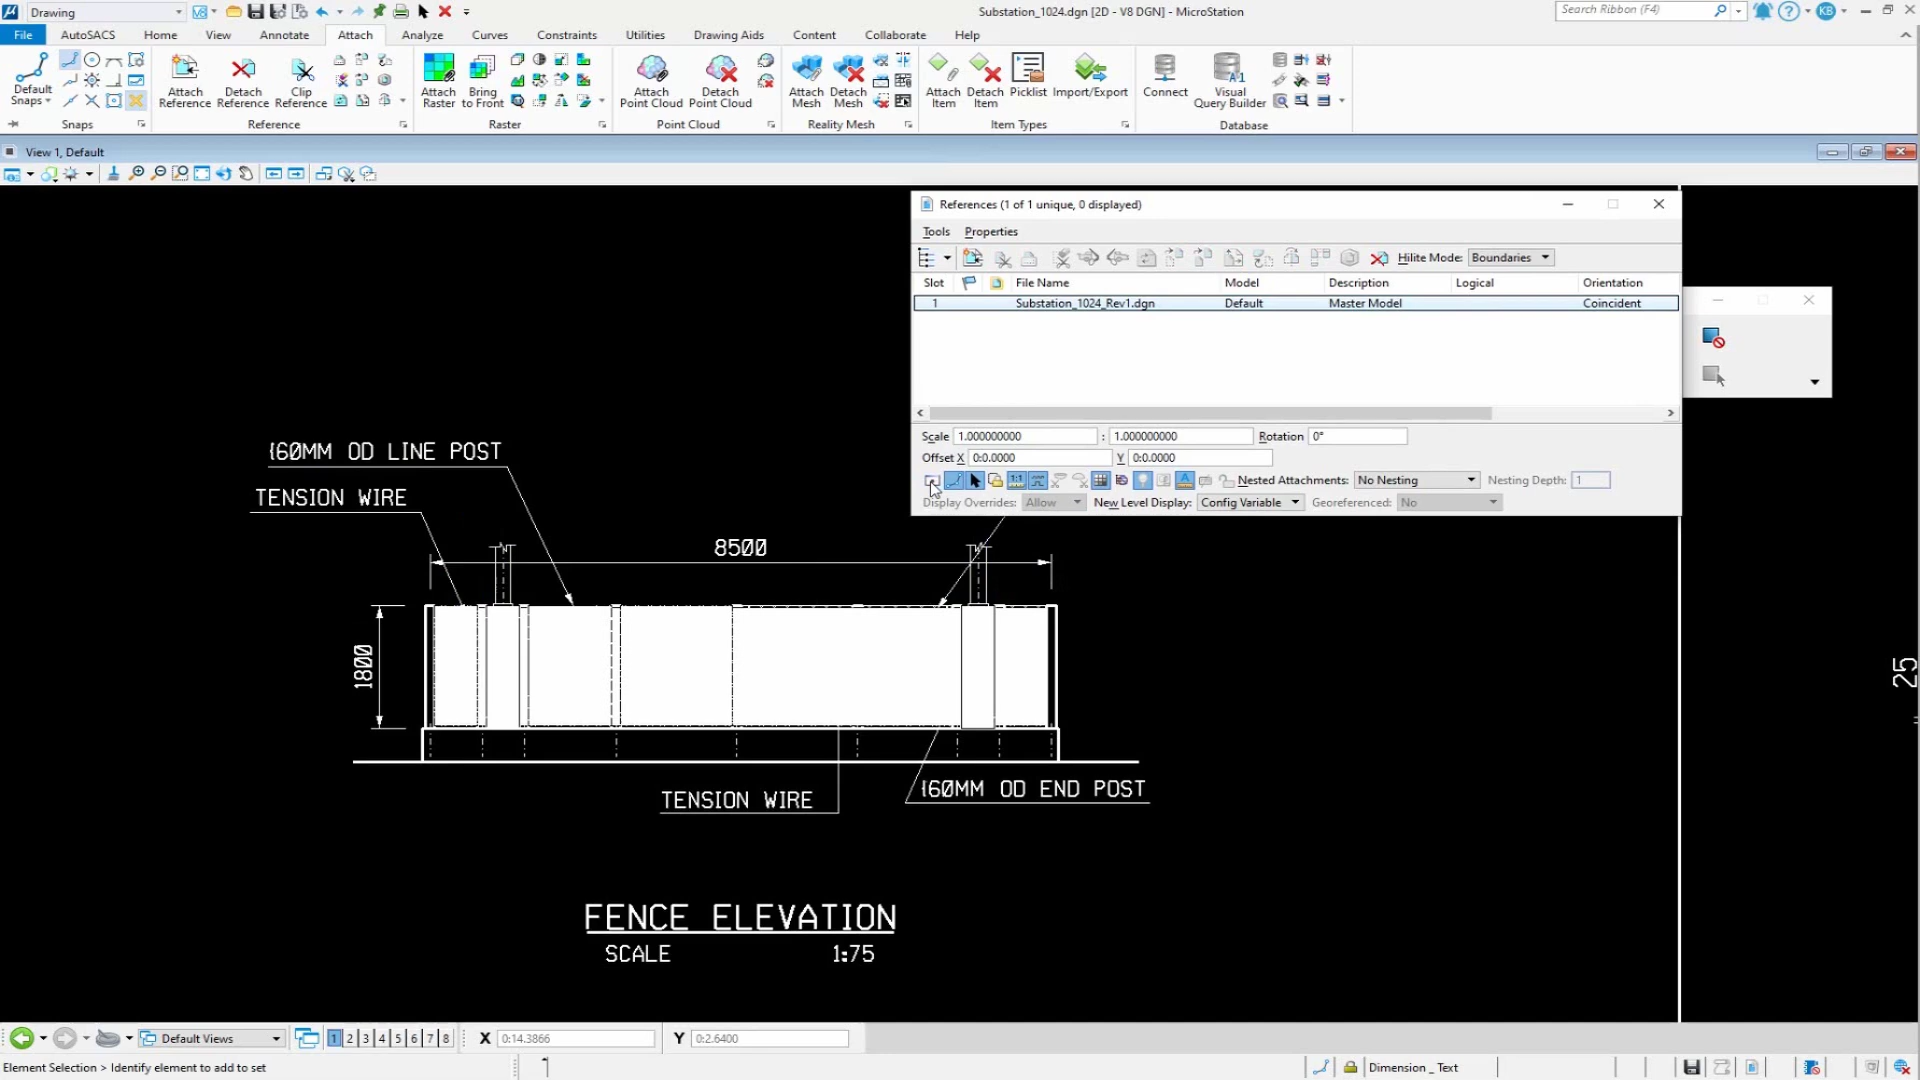 Drawing
Substation_1024.dgn [2D - V8 DGN] - MicroStation
Search Ribbon (F4)
KB
File AutoSACS Home View Annotate Attach Analyze Curves Constraints Utilities Drawing Aids Content Collaborate Help
Default Snaps
Attach Reference
Detach Reference
Clip Reference
Attach Raster
Bring to Front
Attach Point Cloud
Detach Point Cloud
Attach Mesh
Detach Mesh
Attach Item
Detach Item
Picklist
Import/Export
Connect
Visual Query Builder
Snaps Reference Raster Point Cloud Reality Mesh Item Types Database
View 1, Default
References (1 of 1 unique, 0 displayed)
Tools Properties
Hilite Mode: Boundaries
Slot File Name Model Description Logical Orientation
1 Substation_1024_Rev1.dgn Default Master Model Coincident
Scale 1.000000000 : 1.000000000 Rotation 0°
Offset X 0:0.0000 Y 0:0.0000
Nested Attachments: No Nesting Nesting Depth: 1
Display Overrides: Allow New Level Display: Config Variable Georeferenced: No
160MM OD LINE POST
TENSION WIRE
8500
1800
25
TENSION WIRE
160MM OD END POST
FENCE ELEVATION
SCALE 1:75
Default Views 1 2 3 4 5 6 7 8 X 0:14.3866 Y 0:2.6400
Element Selection > Identify element to add to set
Dimension _ Text